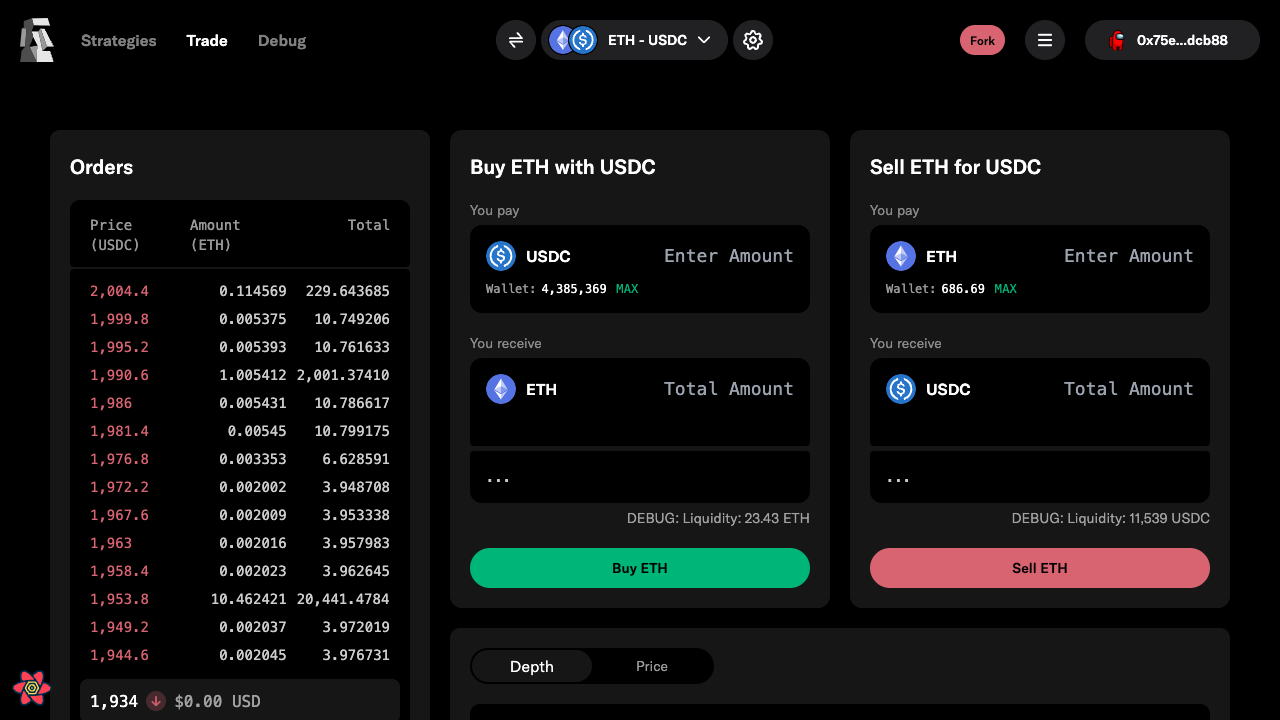 Strategies Trade Debug ETH - USDC Fork 0x75e...dcb88
Orders
Price Amount Total
(USDC) (ETH)
2,004.4 0.114569 229.643685
1,999.8 0.005375 10.749206
1,995.2 0.005393 10.761633
1,990.6 1.005412 2,001.37410
1,986 0.005431 10.786617
1,981.4 0.00545 10.799175
1,976.8 0.003353 6.628591
1,972.2 0.002002 3.948708
1,967.6 0.002009 3.953338
1,963 0.002016 3.957983
1,958.4 0.002023 3.962645
1,953.8 10.462421 20,441.4784
1,949.2 0.002037 3.972019
1,944.6 0.002045 3.976731
1,934 $0.00 USD
Buy ETH with USDC
You pay
USDC Enter Amount
Wallet: 4,385,369 MAX
You receive
ETH Total Amount
...
DEBUG: Liquidity: 23.43 ETH
Buy ETH
Sell ETH for USDC
You pay
ETH Enter Amount
Wallet: 686.69 MAX
You receive
USDC Total Amount
...
DEBUG: Liquidity: 11,539 USDC
Sell ETH
Depth Price